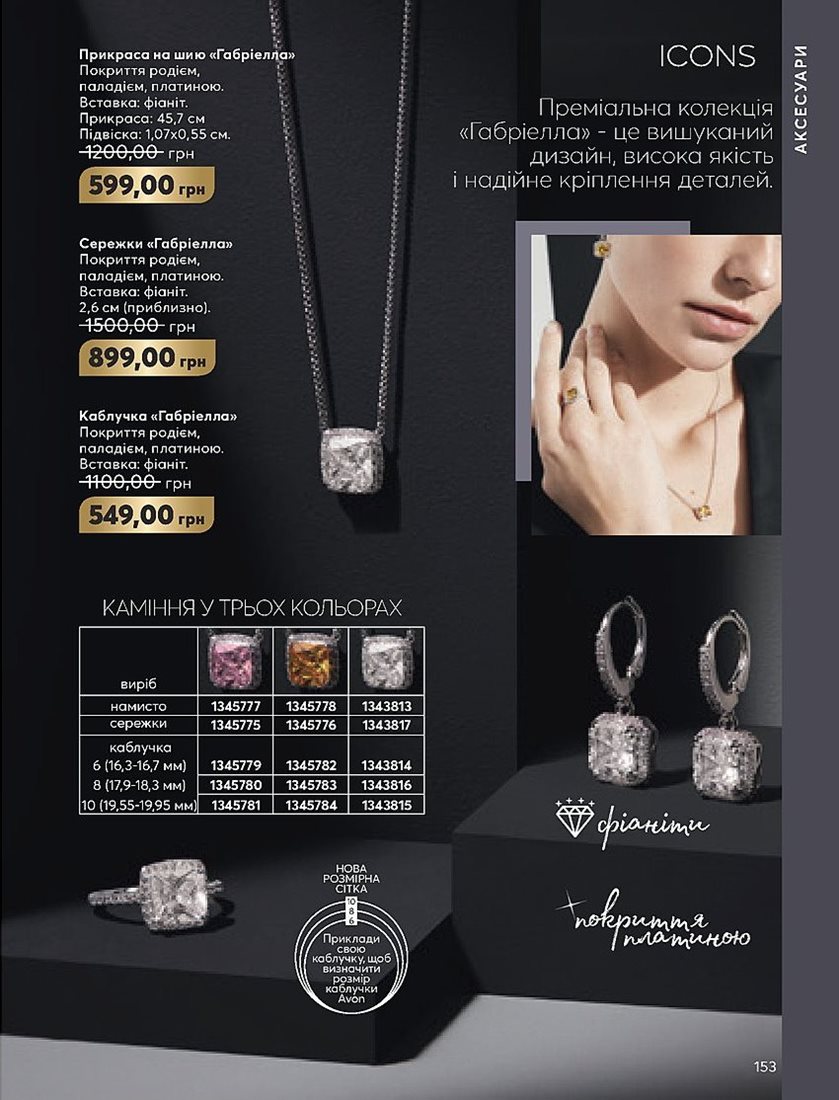 Прикраса на шию «Габріелла»
Покриття родієм,
паладієм, платиною.
Вставка: фіаніт.
Прикраса: 45,7 см
Підвіска: 1,07х0,55 см.
1200,00 грн
599,00 грн
Сережки «Габріелла»
Покриття родієм,
паладієм, платиною.
Вставка: фіаніт.
2,6 см (приблизно).
1500,00 грн
899,00 грн
Каблучка «Габріелла»
Покриття родієм,
паладієм, платиною.
Вставка: фіаніт.
1100,00 грн
549,00 грн
ICONS
Преміальна колекція
«Габріелла» - це вишуканий
дизайн, висока якість
і надійне кріплення деталей.
АКСЕСУАРИ
КАМІННЯ У ТРЬОХ КОЛЬОРАХ
виріб
намисто 1345777 1345778 1343813
сережки 1345775 1345776 1343817
каблучка
6 (16,3-16,7 мм) 1345779 1345782 1343814
8 (17,9-18,3 мм) 1345780 1345783 1343816
10 (19,55-19,95 мм) 1345781 1345784 1343815
фіаніти
покриття
платиною
НОВА
РОЗМІРНА
СІТКА
10
8
6
Приклади
свою
каблучку, щоб
визначити
розмір
каблучки
Avon
153